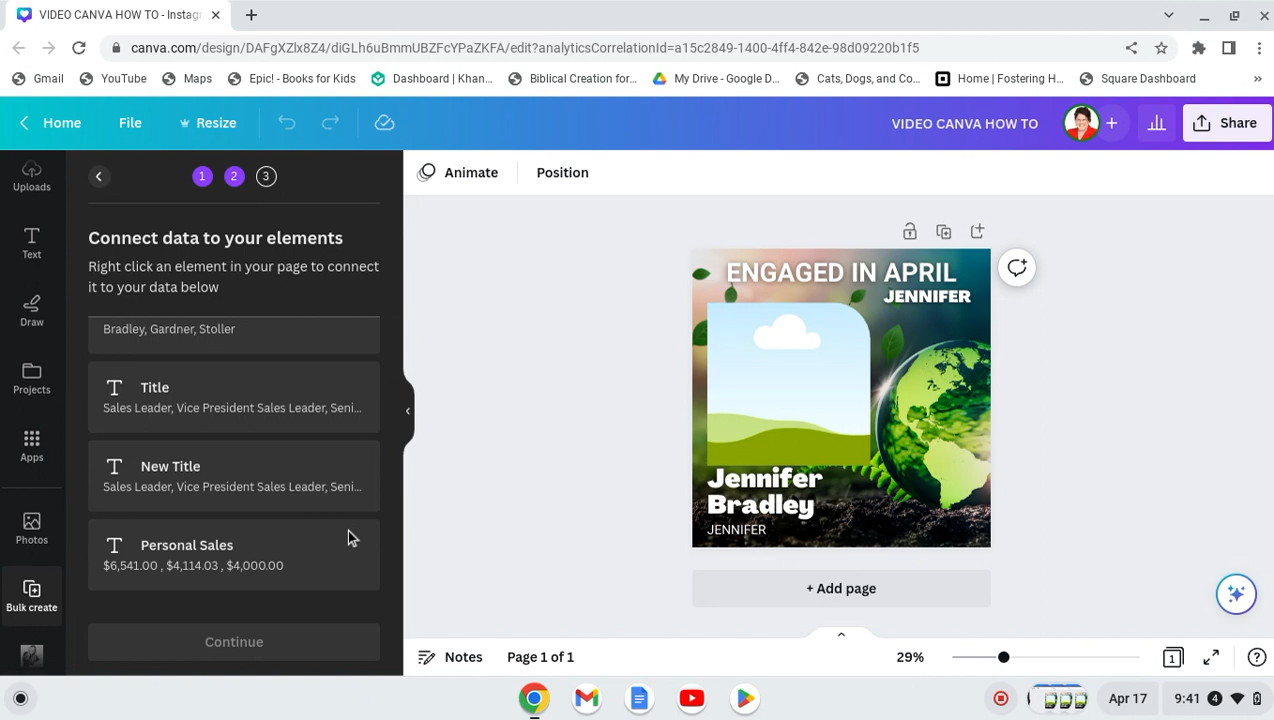 VIDEO CANVA HOW TO - Instag
canva.com/design/DAFgXZlx8Z4/diGLh6uBmmUBZFcYPaZKFA/edit?analyticsCorrelationId=a15c2849-1400-4ff4-842e-98d09220b1f5
Gmail YouTube Maps Epic! - Books for Kids Dashboard | Khan... Biblical Creation for... My Drive - Google D... Cats, Dogs, and Co... Home | Fostering H... Square Dashboard »
Home File Resize VIDEO CANVA HOW TO + Share
Uploads
Text
Draw
Projects
Apps
Photos
Bulk create
1 2 3
Connect data to your elements
Right click an element in your page to connect
it to your data below
Bradley, Gardner, Stoller
T Title
Sales Leader, Vice President Sales Leader, Seni...
T New Title
Sales Leader, Vice President Sales Leader, Seni...
T Personal Sales
$6,541.00 , $4,114.03 , $4,000.00
Continue
Animate Position
ENGAGED IN APRIL
JENNIFER
Jennifer
Bradley
JENNIFER
+ Add page
Notes Page 1 of 1 29% 1
Apr 17 9:41 4